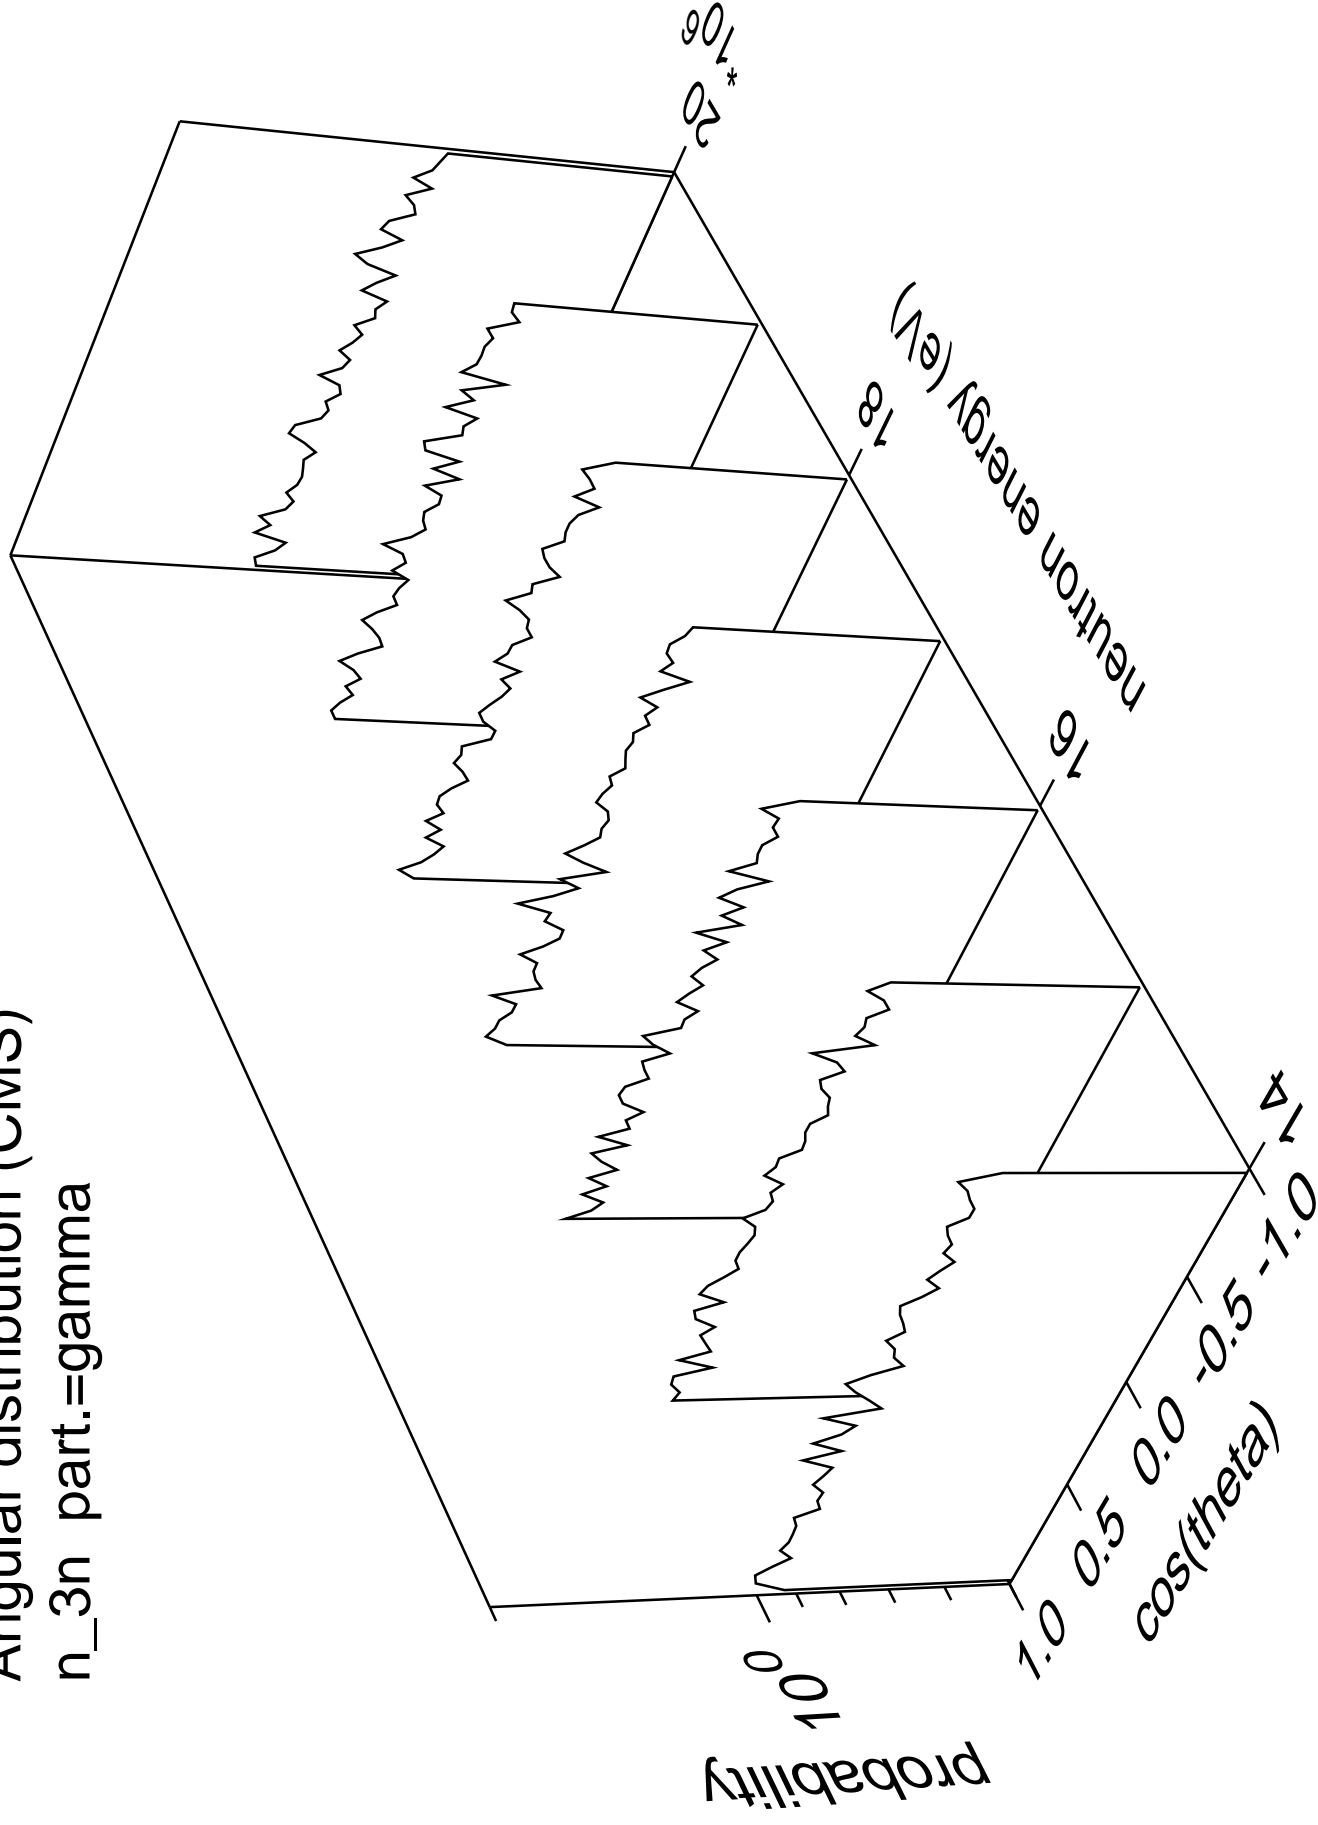 Angular distribution (CMS)
n_3n part.=gamma
probability
10 0
1.0 0.5 0.0 -0.5 -1.0
cos(theta)
14 16 18 20 * 10 6
neutron energy (eV)